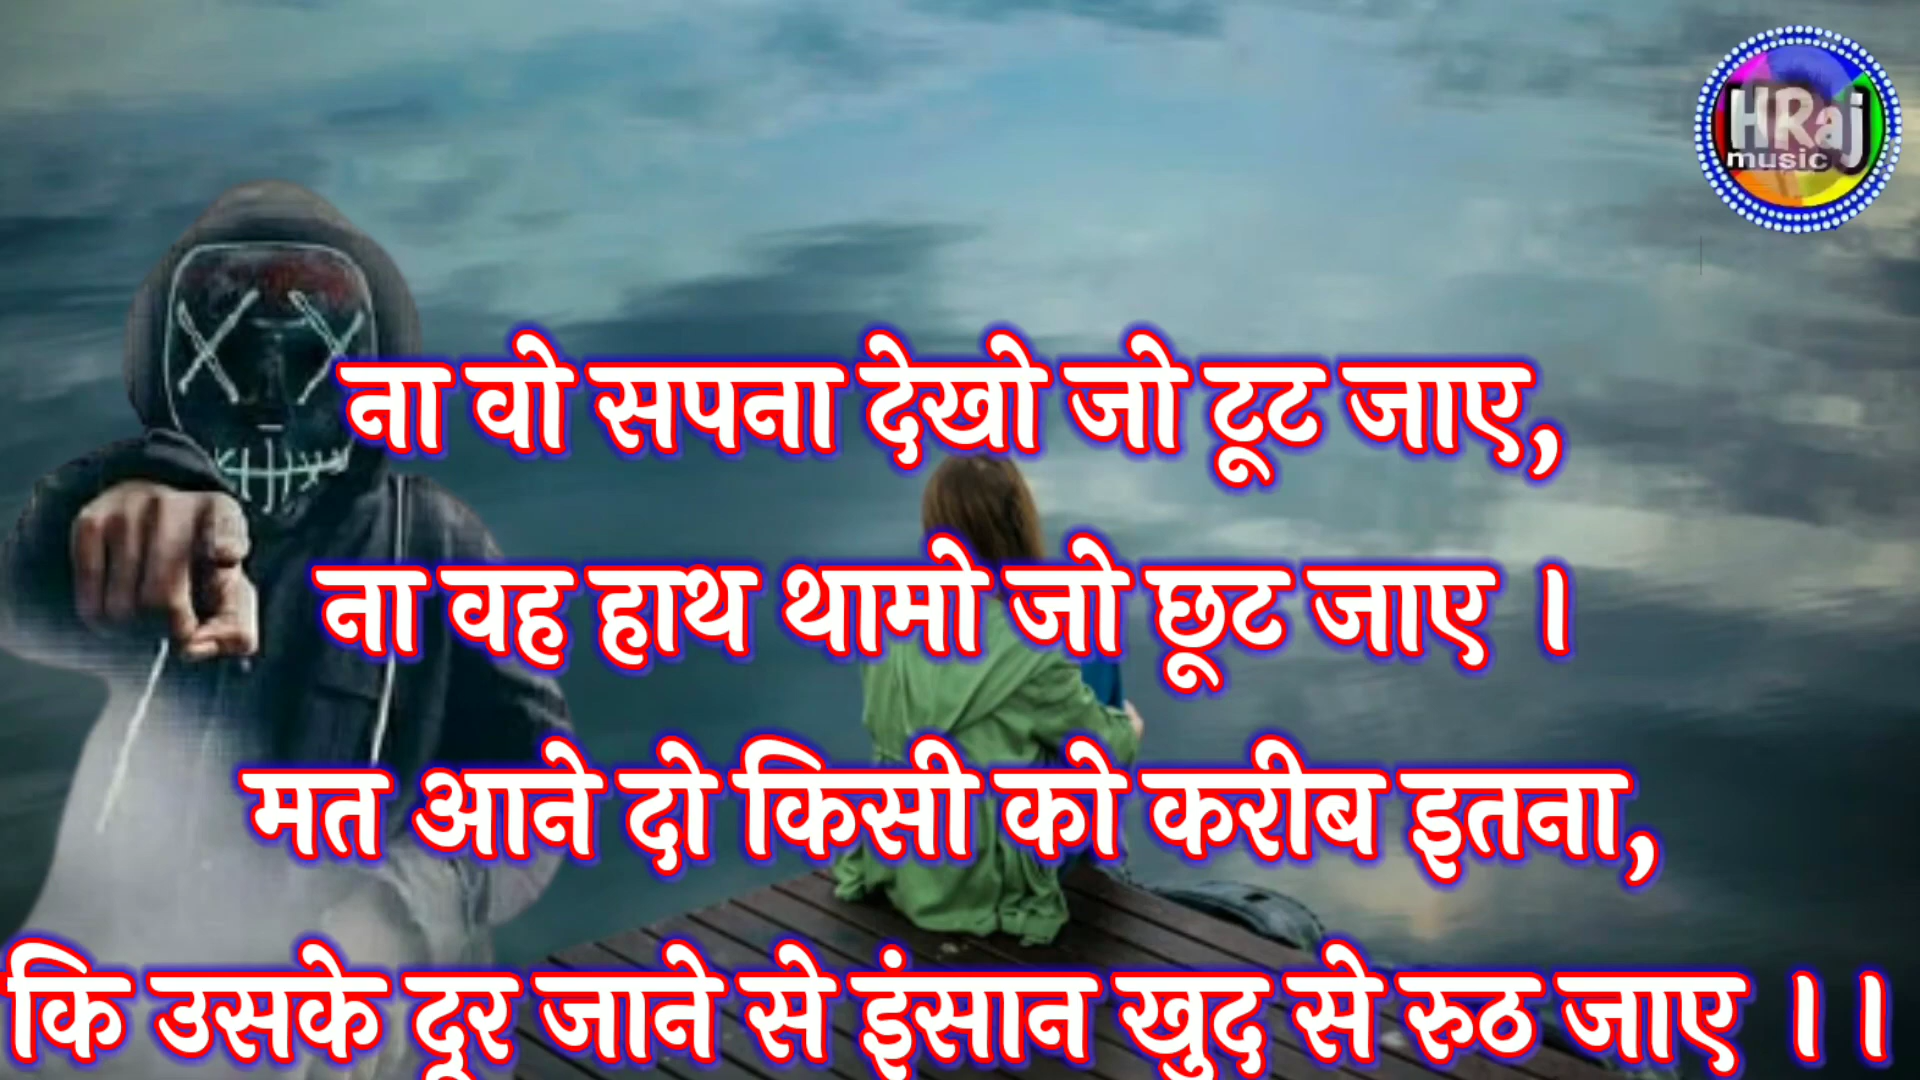 HRaj
music
ना वो सपना देखो जो टूट जाए,
ना वह हाथ थामो जो छूट जाए ।
मत आने दो किसी को करीब इतना,
कि उसके दूर जाने से इंसान खुद से रुठ जाए ।।